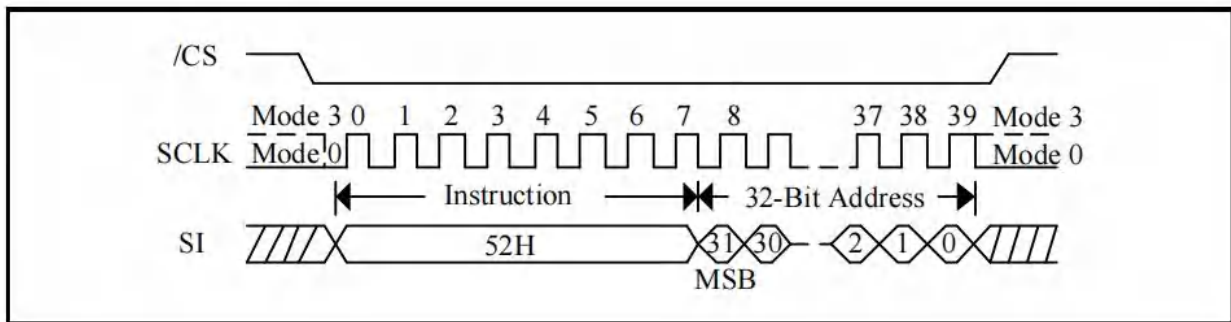 /CS
Mode 3 0 1 2 3 4 5 6 7 8 37 38 39 Mode 3
SCLK Mode 0 Mode 0
Instruction 32-Bit Address
SI 52H 31 30 2 1 0
MSB